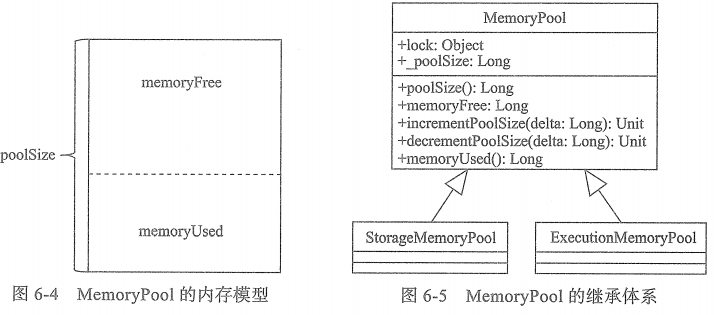 memoryFree
poolSize
memoryUsed
图 6-4 MemoryPool 的内存模型
MemoryPool
+lock: Object
+_poolSize: Long
+poolSize(): Long
+memoryFree: Long
+incrementPoolSize(delta: Long): Unit
+decrementPoolSize(delta: Long): Unit
+memoryUsed(): Long
StorageMemoryPool
ExecutionMemoryPool
图 6-5 MemoryPool 的继承体系